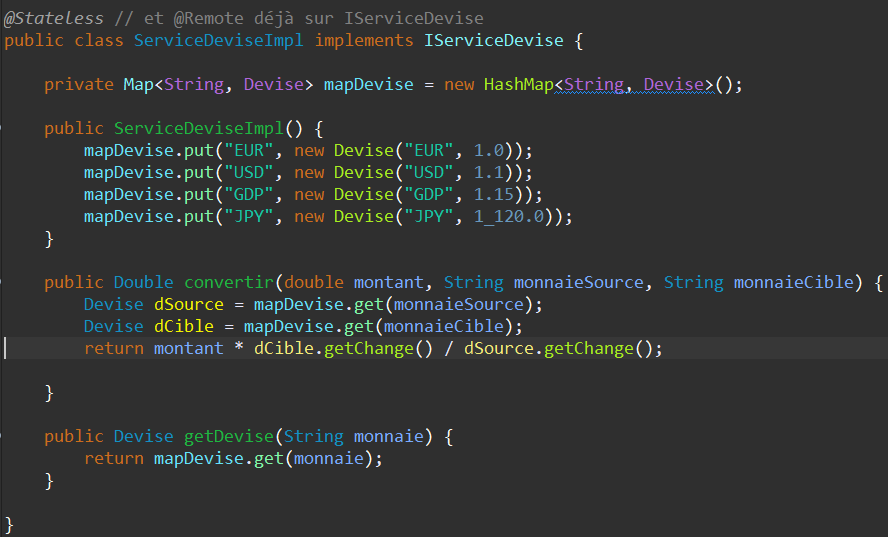 @Stateless // et @Remote déjà sur IServiceDevise
public class ServiceDeviseImpl implements IServiceDevise {
private Map<String, Devise> mapDevise = new HashMap<String, Devise>();
public ServiceDeviseImpl() {
mapDevise.put("EUR", new Devise("EUR", 1.0));
mapDevise.put("USD", new Devise("USD", 1.1));
mapDevise.put("GDP", new Devise("GDP", 1.15));
mapDevise.put("JPY", new Devise("JPY", 1_120.0));
}
public Double convertir(double montant, String monnaieSource, String monnaieCible) {
Devise dSource = mapDevise.get(monnaieSource);
Devise dCible = mapDevise.get(monnaieCible);
return montant * dCible.getChange() / dSource.getChange();
}
public Devise getDevise(String monnaie) {
return mapDevise.get(monnaie);
}
}